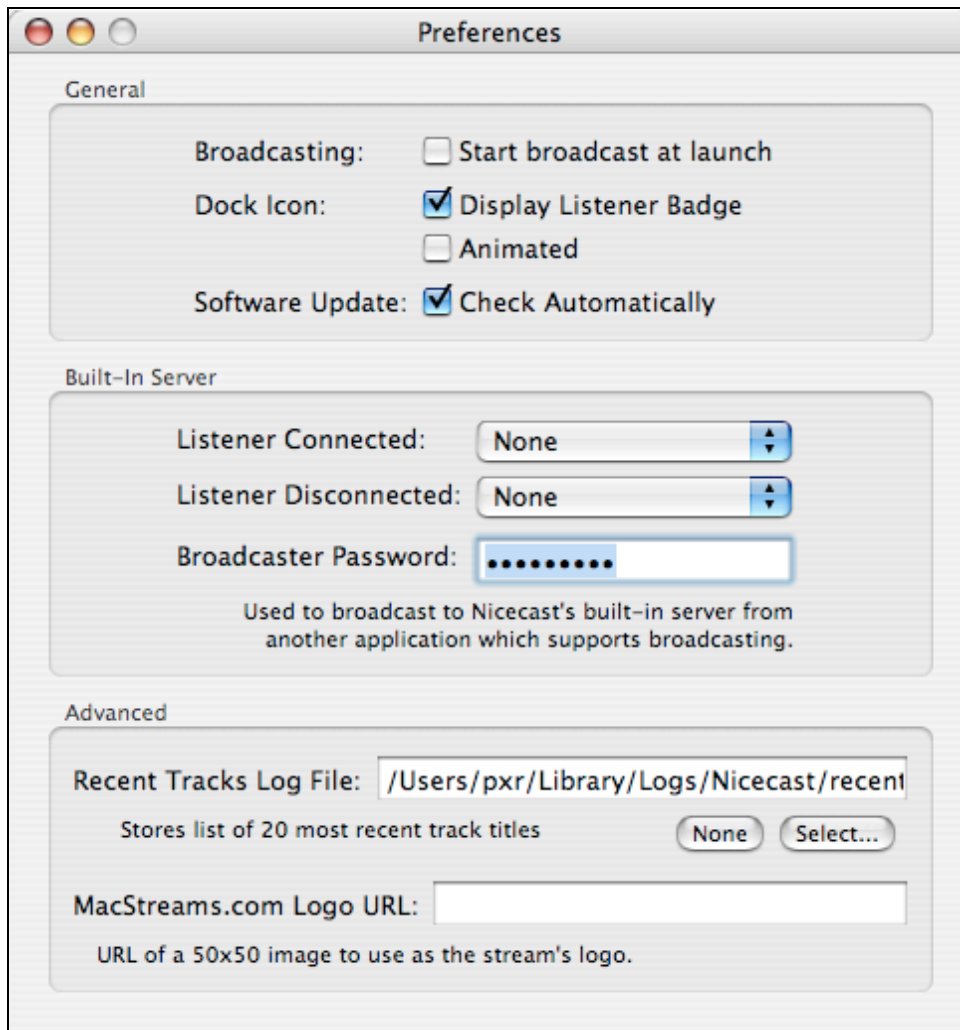 Preferences
General
Broadcasting: Start broadcast at launch
Dock Icon: Display Listener Badge
Animated
Software Update: Check Automatically
Built-In Server
Listener Connected: None
Listener Disconnected: None
Broadcaster Password: •••••••••
Used to broadcast to Nicecast's built-in server from
another application which supports broadcasting.
Advanced
Recent Tracks Log File: /Users/pxr/Library/Logs/Nicecast/recent
Stores list of 20 most recent track titles None Select...
MacStreams.com Logo URL:
URL of a 50x50 image to use as the stream's logo.